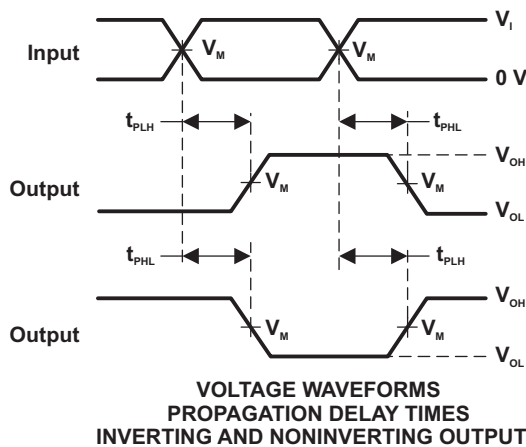 Input
V_M
V_M
V_I
0 V
t_PLH
t_PHL
Output
V_M
V_M
V_OH
V_OL
t_PHL
t_PLH
Output
V_M
V_M
V_OH
V_OL
VOLTAGE WAVEFORMS
PROPAGATION DELAY TIMES
INVERTING AND NONINVERTING OUTPUT